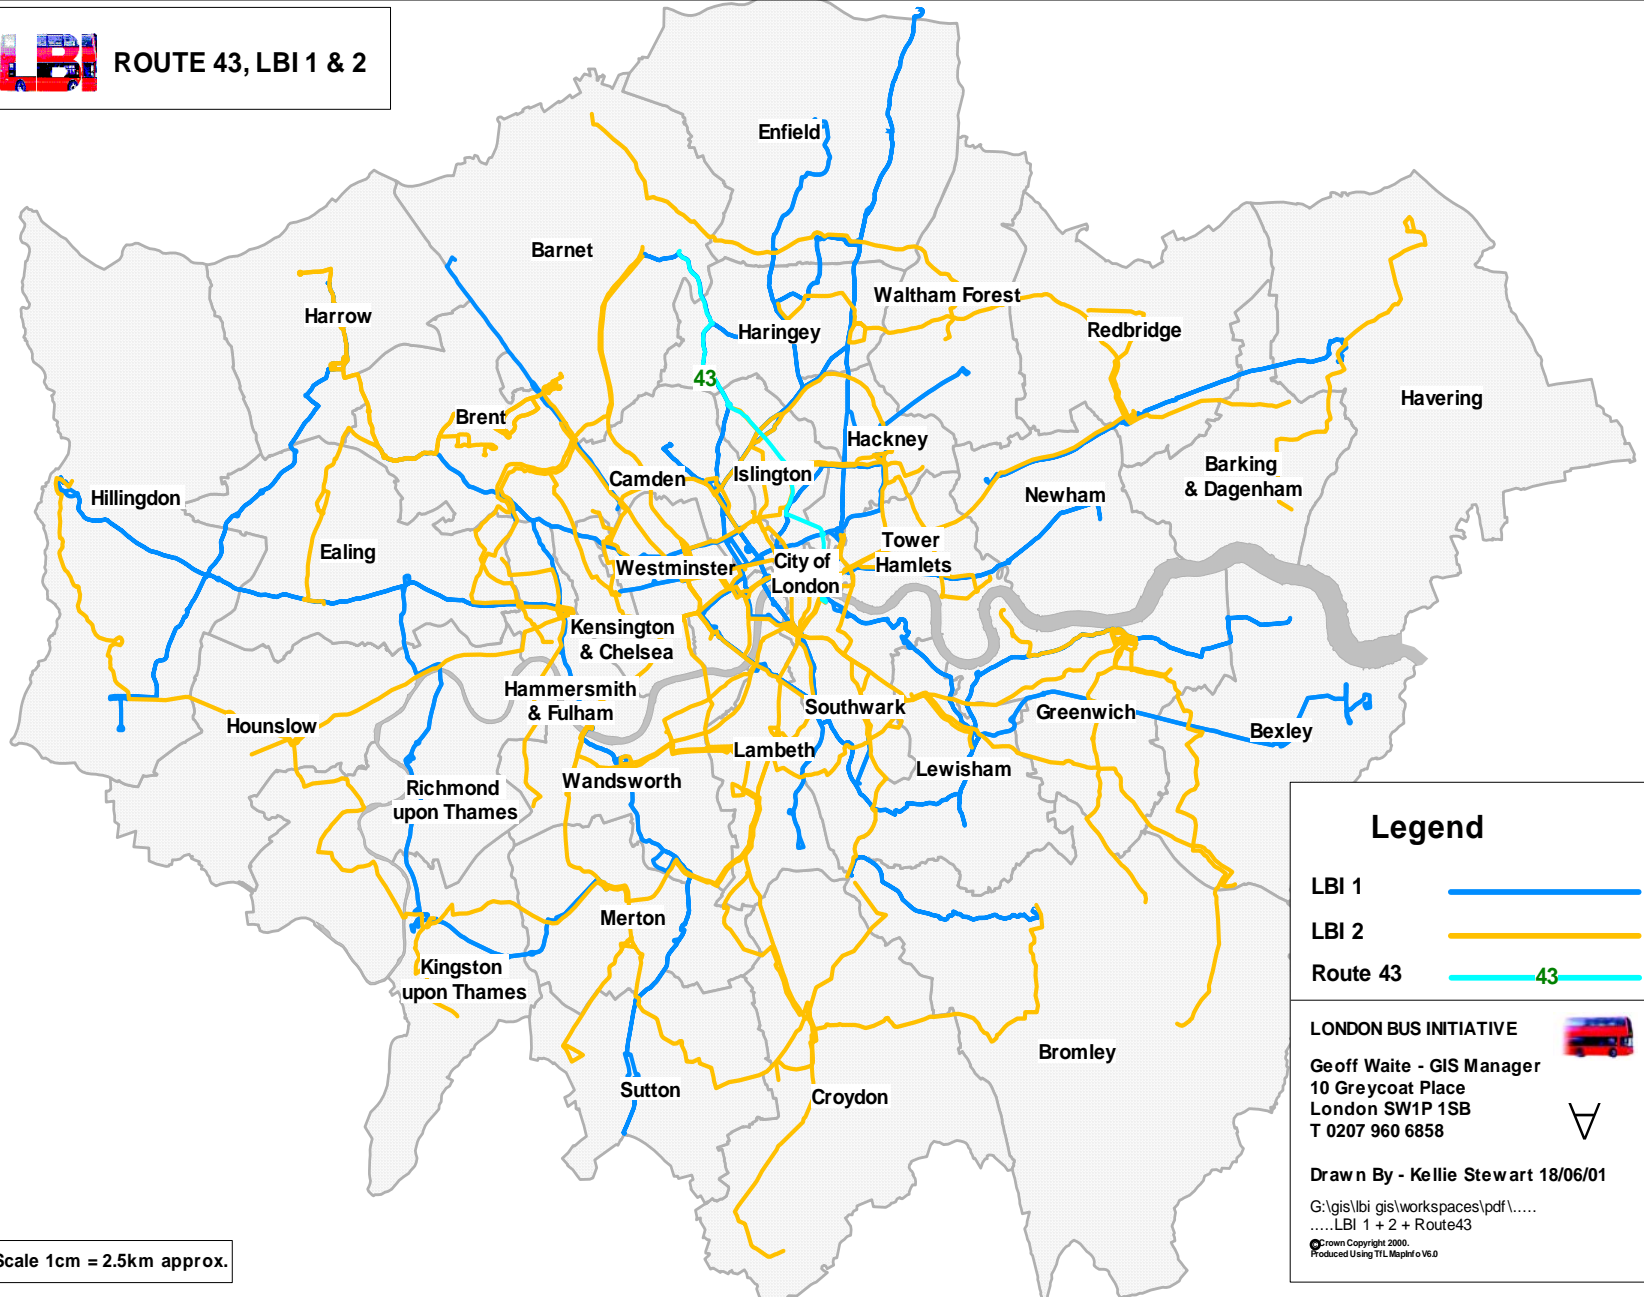 LBI ROUTE 43, LBI 1 & 2
Enfield
Barnet
Harrow
Waltham Forest
Haringey
Redbridge
43
Havering
Brent
Hackney
Camden
Islington
Barking
& Dagenham
Hillingdon
Newham
Ealing
Tower
Hamlets
Westminster
City of
London
Kensington
& Chelsea
Hammersmith
& Fulham
Southwark
Greenwich
Hounslow
Bexley
Lambeth
Lewisham
Wandsworth
Richmond
upon Thames
Merton
Kingston
upon Thames
Sutton
Croydon
Bromley
Legend
LBI 1
LBI 2
Route 43
43
LONDON BUS INITIATIVE
Geoff Waite - GIS Manager
10 Greycoat Place
London SW1P 1SB
T 0207 960 6858
Drawn By - Kellie Stewart 18/06/01
G:\gis\lbi gis\workspaces\pdf\.....
.....LBI 1 + 2 + Route43
©Crown Copyright 2000.
Produced Using TfL MapInfo V6.0
Scale 1cm = 2.5km approx.